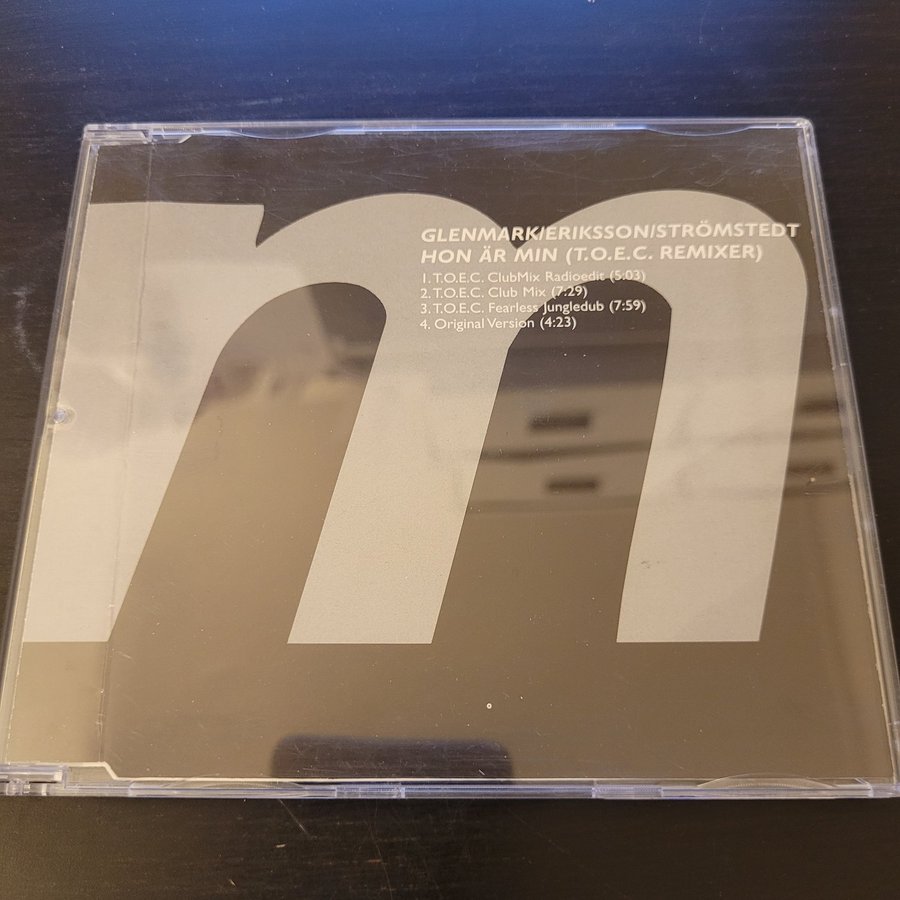 m
GLENMARK/ERIKSSON/STRÖMSTEDT
HON ÄR MIN (T.O.E.C. REMIXER)
1. T.O.E.C. ClubMix Radioedit (5:03)
2. T.O.E.C. Club Mix (7:29)
3. T.O.E.C. Fearless Jungledub (7:59)
4. Original Version (4:23)